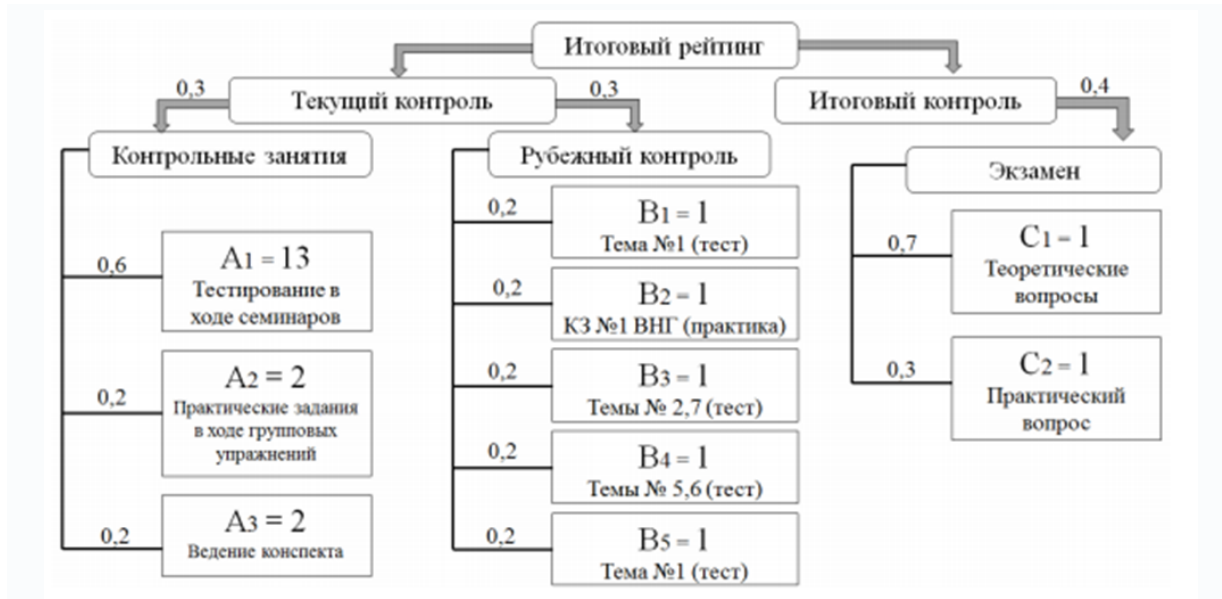 Итоговый рейтинг
0,3
Текущий контроль
0,3
Итоговый контроль
0,4
Контрольные занятия
0,6
A1 = 13
Тестирование в
ходе семинаров
0,2
A2 = 2
Практические задания
в ходе групповых
упражнений
0,2
A3 = 2
Ведение конспекта
Рубежный контроль
0,2
B1 = 1
Тема №1 (тест)
0,2
B2 = 1
КЗ №1 ВНГ (практика)
0,2
B3 = 1
Темы № 2,7 (тест)
0,2
B4 = 1
Темы № 5,6 (тест)
0,2
B5 = 1
Тема №1 (тест)
Экзамен
0,7
C1 = 1
Теоретические
вопросы
0,3
C2 = 1
Практический
вопрос